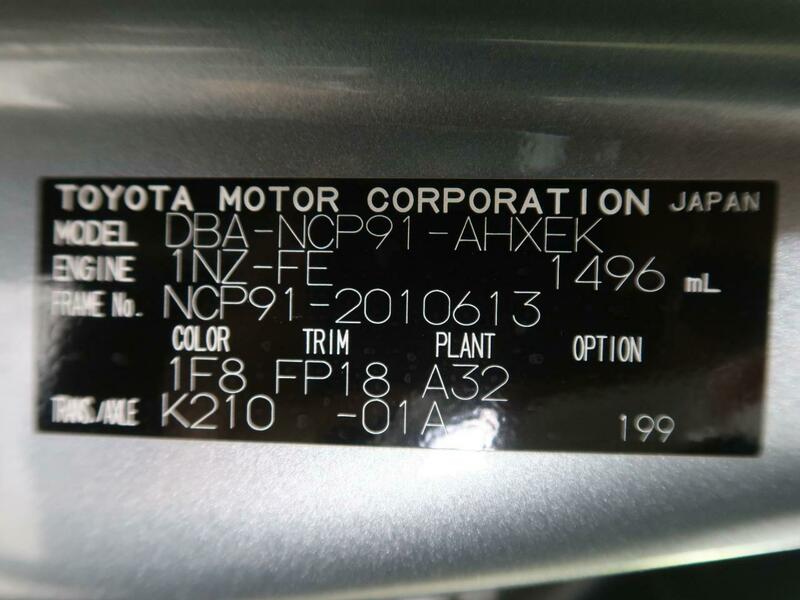 TOYOTA MOTOR CORPORATION JAPAN
MODEL DBA-NCP91-AHXEK
ENGINE 1NZ-FE 1496 mL
FRAME No. NCP91-2010613
COLOR TRIM PLANT OPTION
1F8 FP18 A32
TRANS./AXLE K210 -01A 199